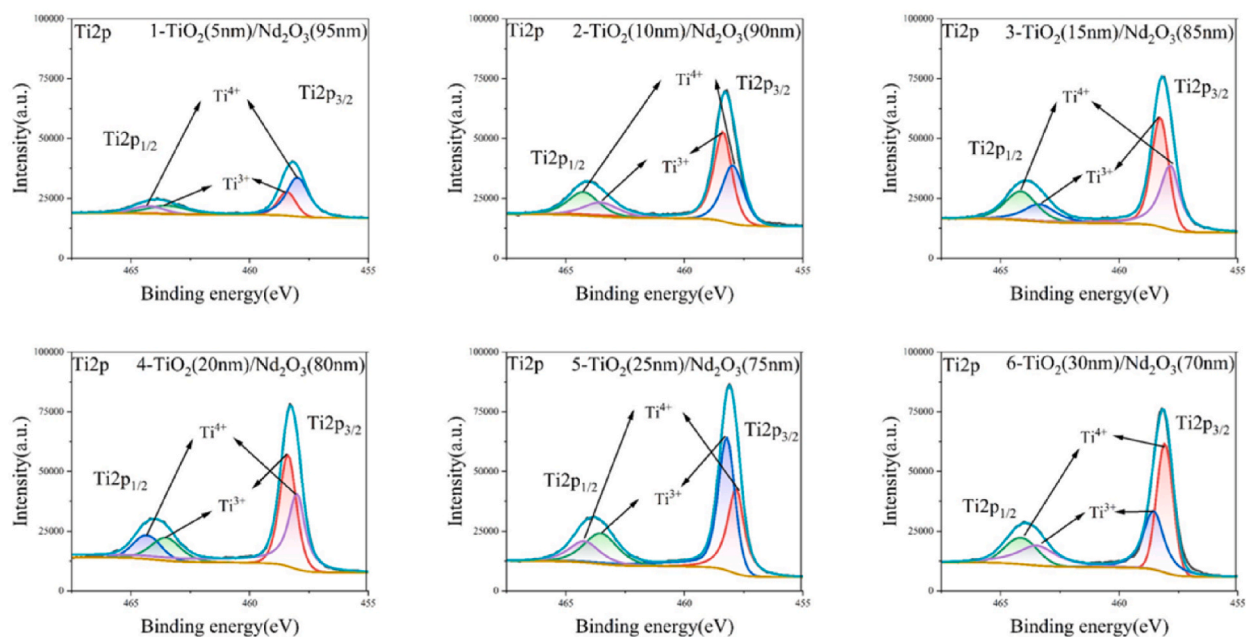 Ti2p 1-TiO₂(5nm)/Nd₂O₃(95nm)
100000
75000
50000
25000
0
Intensity(a.u.)
Ti⁴⁺
Ti2p₃/₂
Ti2p₁/₂
Ti³⁺
465 460 455
Binding energy(eV)
Ti2p 2-TiO₂(10nm)/Nd₂O₃(90nm)
100000
75000
50000
25000
0
Intensity(a.u.)
Ti⁴⁺
Ti2p₃/₂
Ti2p₁/₂
Ti³⁺
465 460 455
Binding energy(eV)
Ti2p 3-TiO₂(15nm)/Nd₂O₃(85nm)
100000
75000
50000
25000
0
Intensity(a.u.)
Ti⁴⁺
Ti2p₃/₂
Ti2p₁/₂
Ti³⁺
465 460 455
Binding energy(eV)
Ti2p 4-TiO₂(20nm)/Nd₂O₃(80nm)
100000
75000
50000
25000
0
Intensity(a.u.)
Ti⁴⁺
Ti2p₃/₂
Ti2p₁/₂
Ti³⁺
465 460 455
Binding energy(eV)
Ti2p 5-TiO₂(25nm)/Nd₂O₃(75nm)
100000
75000
50000
25000
0
Intensity(a.u.)
Ti⁴⁺
Ti2p₃/₂
Ti2p₁/₂
Ti³⁺
465 460 455
Binding energy(eV)
Ti2p 6-TiO₂(30nm)/Nd₂O₃(70nm)
100000
75000
50000
25000
0
Intensity(a.u.)
Ti⁴⁺
Ti2p₃/₂
Ti2p₁/₂
Ti³⁺
465 460 455
Binding energy(eV)